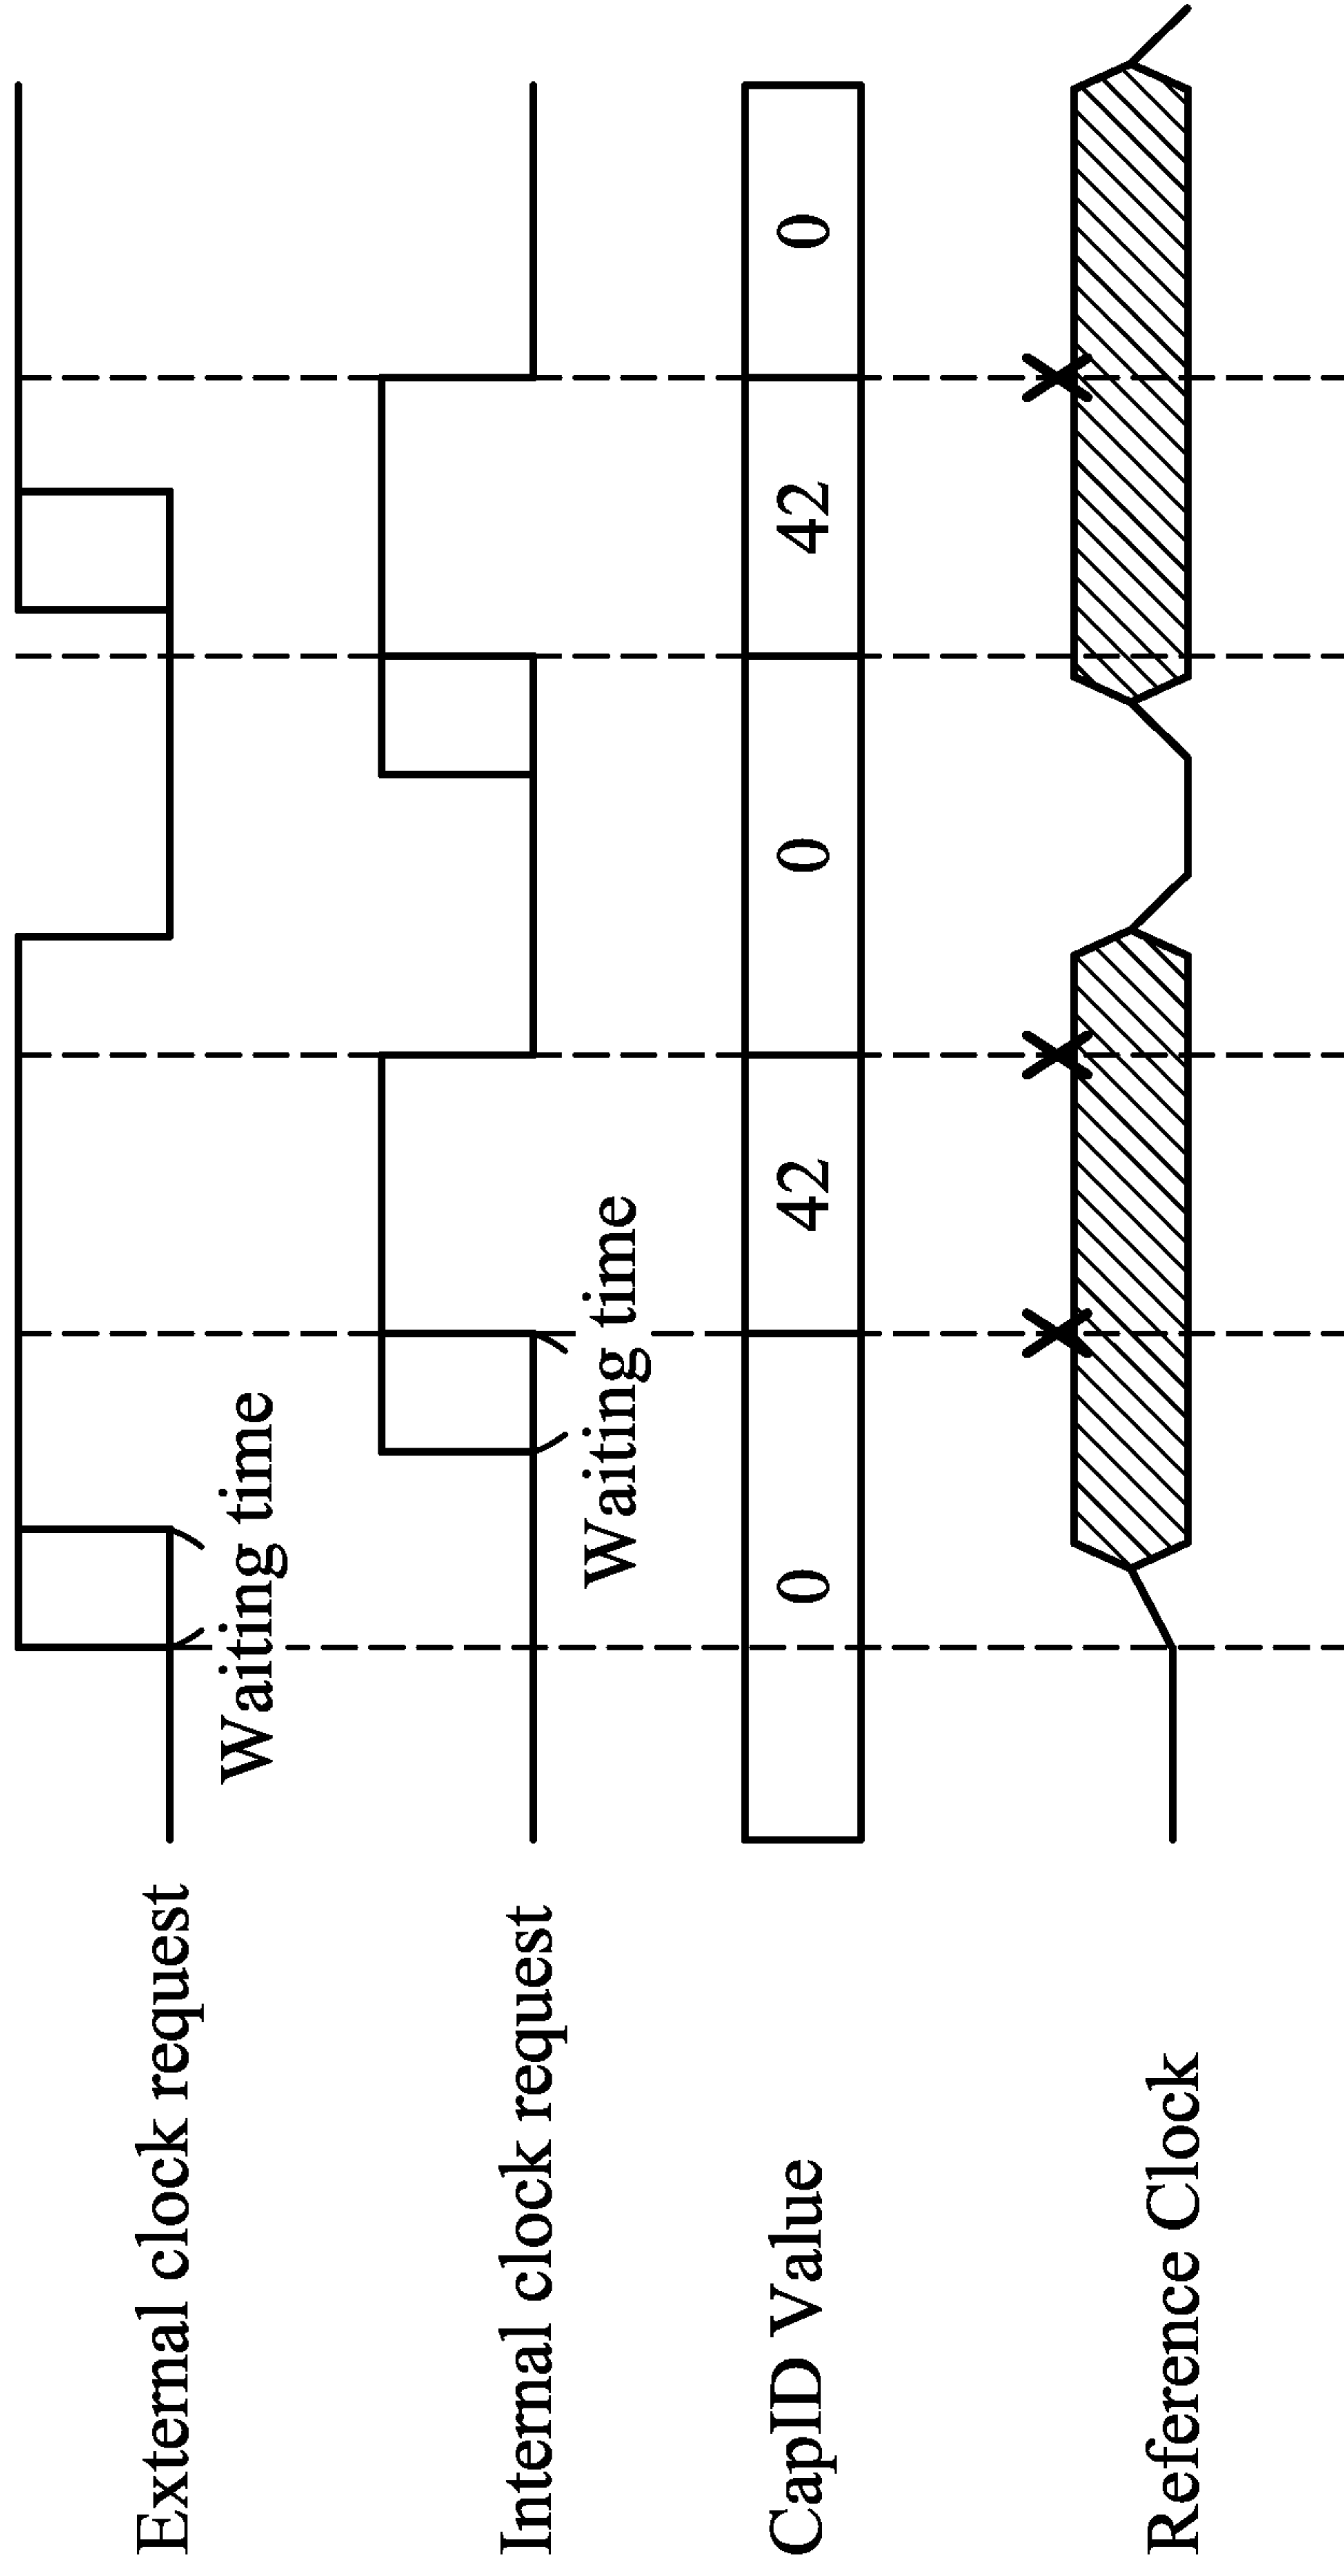 External clock request
Waiting time
Internal clock request
Waiting time
CapID Value
0 42 0 42 0
Reference Clock